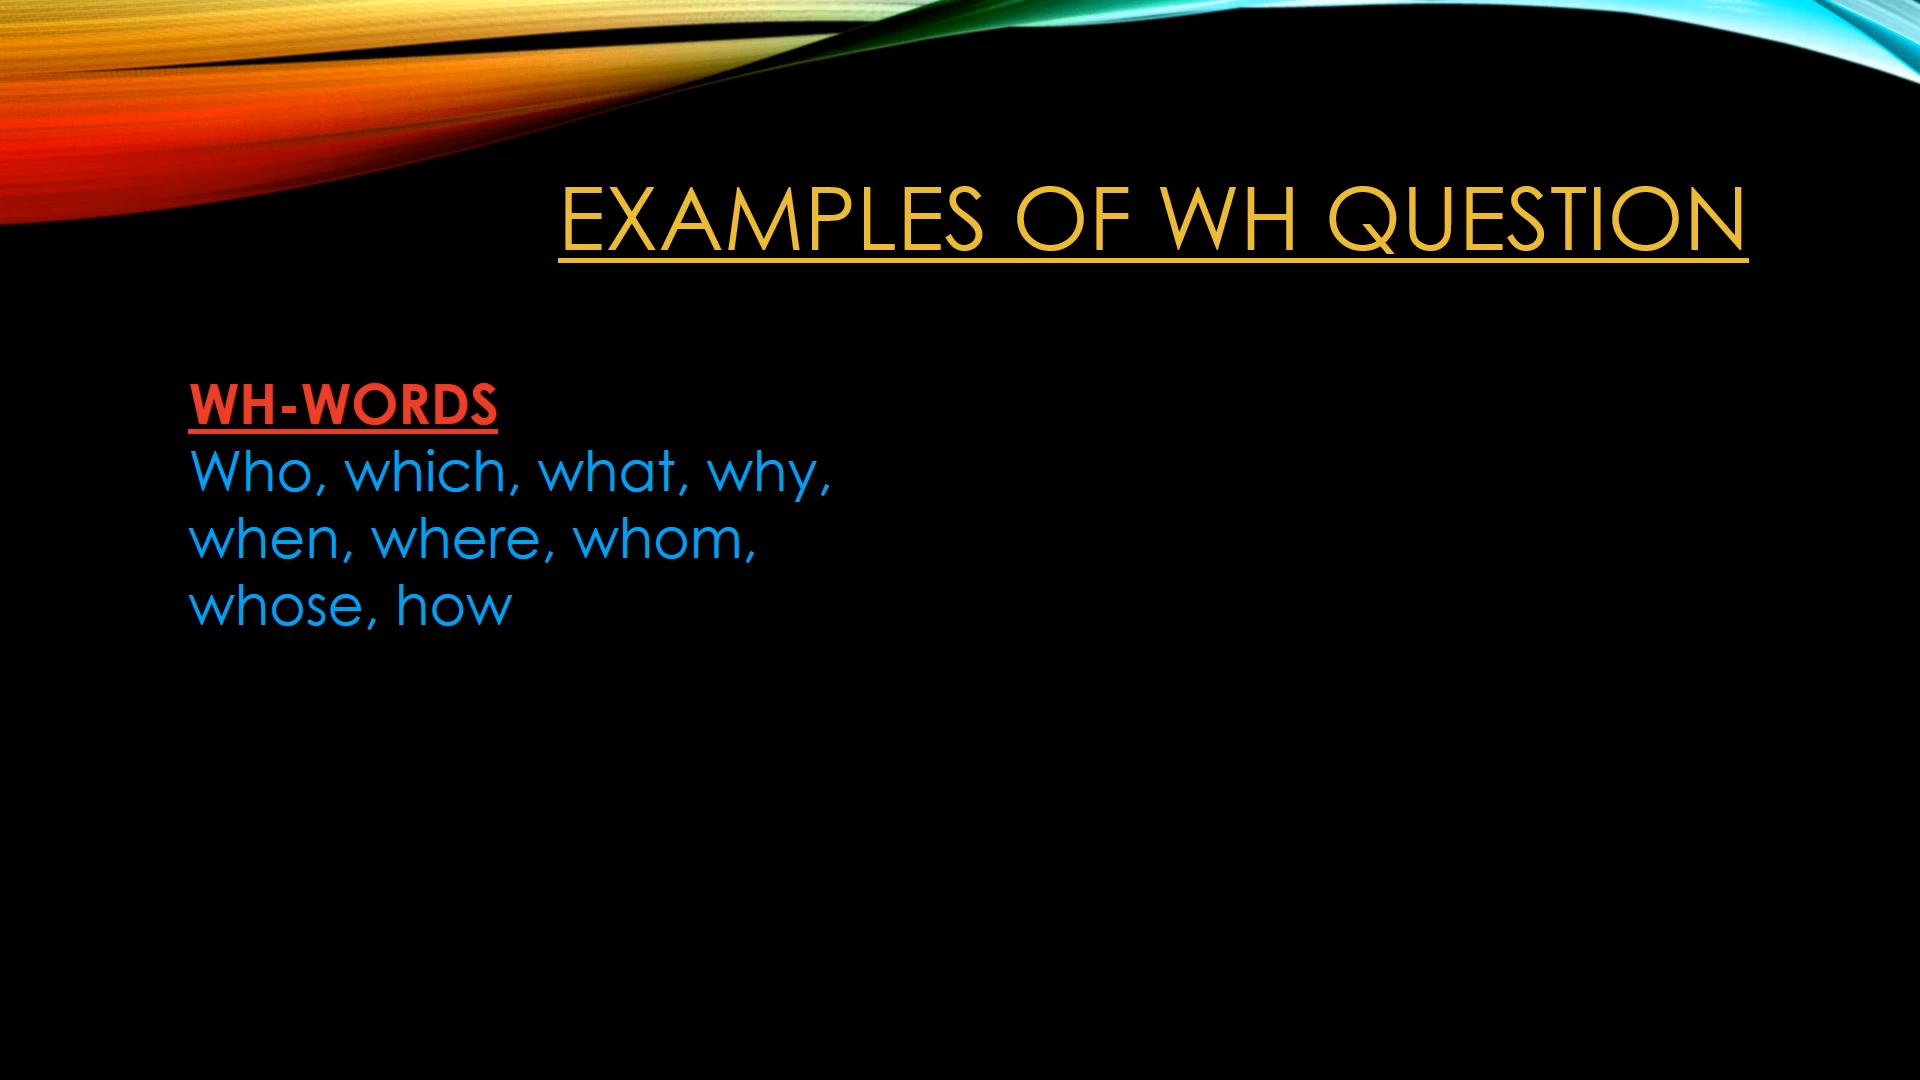 EXAMPLES OF WH QUESTION
WH-WORDS
Who, which, what, why,
when, where, whom,
whose, how